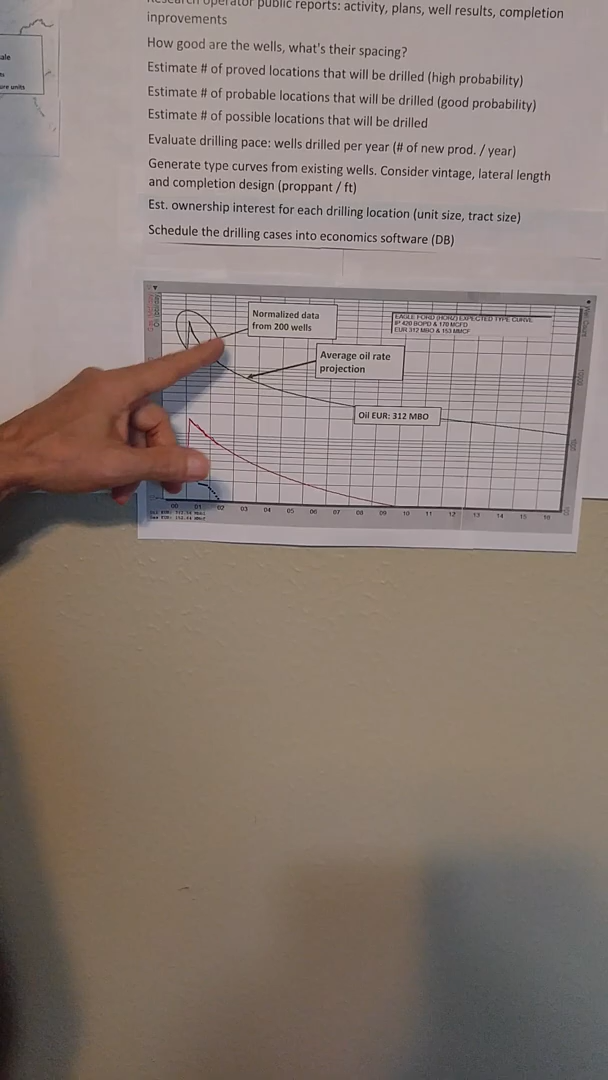 Research operator public reports: activity, plans, well results, completion
inprovements
ale
ure units
How good are the wells, what's their spacing?
Estimate # of proved locations that will be drilled (high probability)
Estimate # of probable locations that will be drilled (good probability)
Estimate # of possible locations that will be drilled
Evaluate drilling pace: wells drilled per year (# of new prod. / year)
Generate type curves from existing wells. Consider vintage, lateral length
and completion design (proppant / ft)
Est. ownership interest for each drilling location (unit size, tract size)
Schedule the drilling cases into economics software (DB)
Normalized data
from 200 wells
EAGLE FORD (HORZ) EXPECTED TYPE CURVE
IP 420 BOPD & 170 MCFD
EUR 312 MBO & 153 MMCF
Average oil rate
projection
Oil EUR: 312 MBO
00 01 02 03 04 05 06 07 08 09 10 11 12 13 14 15 16